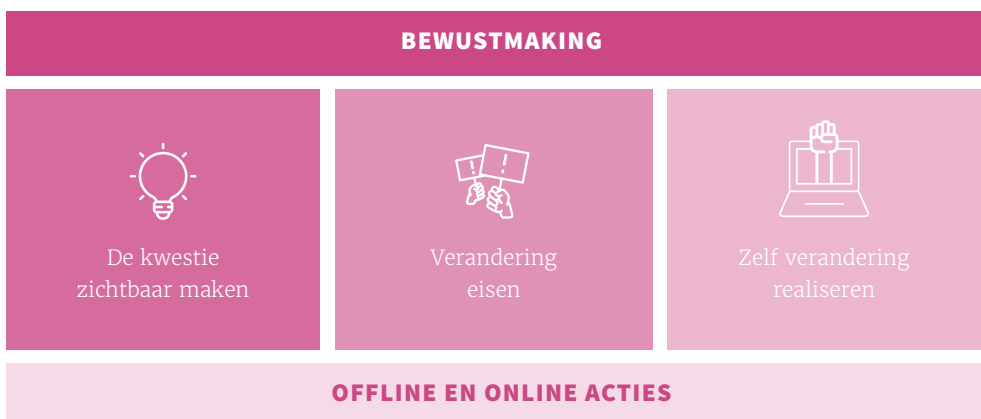 BEWUSTMAKING
De kwestie
zichtbaar maken
Verandering
eisen
Zelf verandering
realiseren
OFFLINE EN ONLINE ACTIES